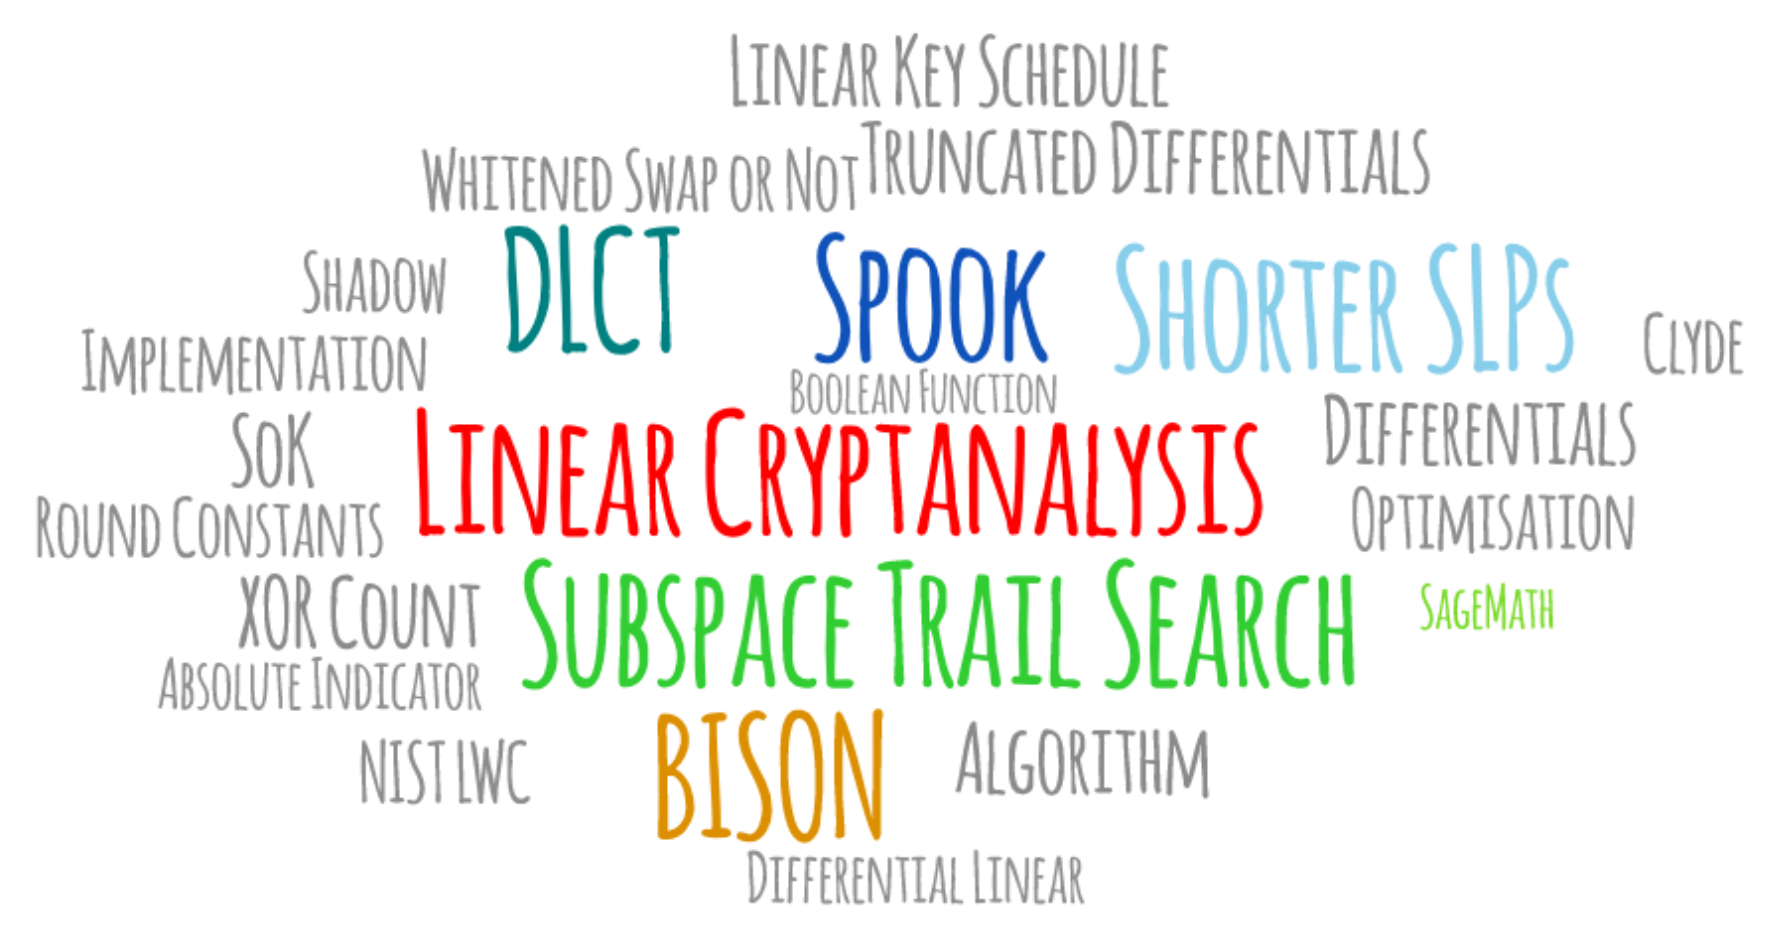 Linear Key Schedule
Truncated Differentials
Whitened Swap or Not
DLCT
Spook
Shorter SLPs
Shadow
Clyde
Implementation
Boolean Function
Differentials
SoK
Linear Cryptanalysis
Round Constants
Optimisation
XOR Count
Subspace Trail Search
SageMath
Absolute Indicator
NIST LWC
BISON
Algorithm
Differential Linear